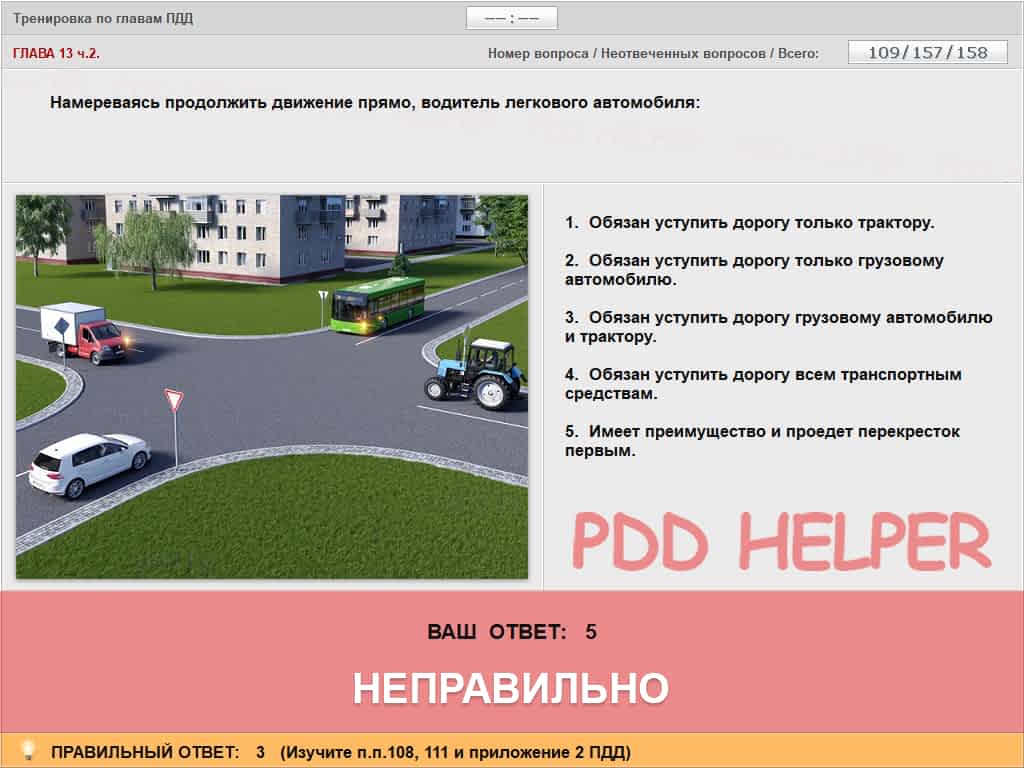 Тренировка по главам ПДД
—— : ——
ГЛАВА 13 ч.2.
Номер вопроса / Неотвеченных вопросов / Всего:
109/157/158
Намереваясь продолжить движение прямо, водитель легкового автомобиля:
1. Обязан уступить дорогу только трактору.
2. Обязан уступить дорогу только грузовому
автомобилю.
3. Обязан уступить дорогу грузовому автомобилю
и трактору.
4. Обязан уступить дорогу всем транспортным
средствам.
5. Имеет преимущество и проедет перекресток
первым.
PDD HELPER
ВАШ ОТВЕТ: 5
НЕПРАВИЛЬНО
ПРАВИЛЬНЫЙ ОТВЕТ: 3 (Изучите п.п.108, 111 и приложение 2 ПДД)